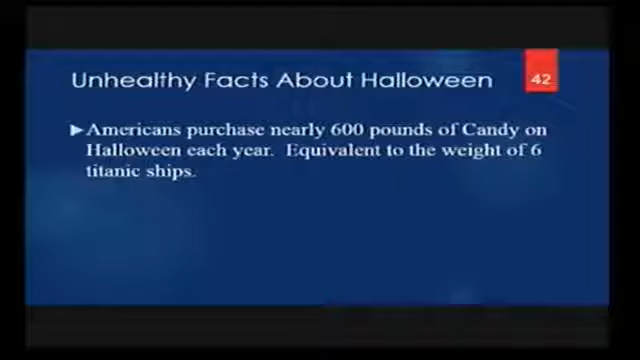 Unhealthy Facts About Halloween
42
▶Americans purchase nearly 600 pounds of Candy on
Halloween each year. Equivalent to the weight of 6
titanic ships.